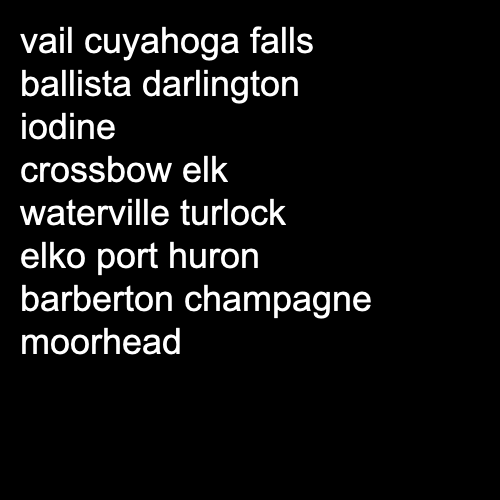 vail cuyahoga falls
ballista darlington
iodine
crossbow elk
waterville turlock
elko port huron
barberton champagne
moorhead